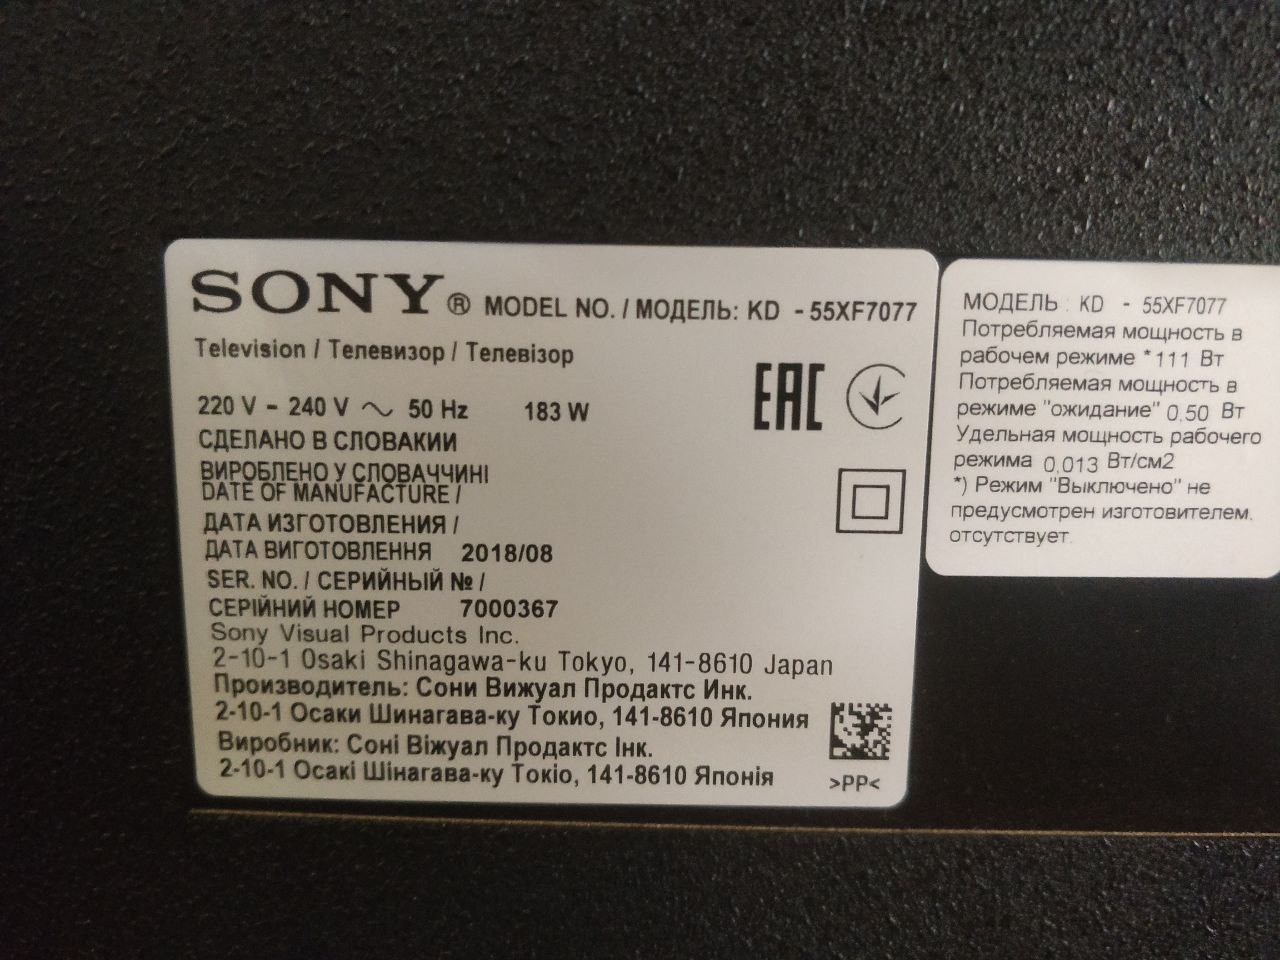 SONY® MODEL NO. / МОДЕЛЬ: KD - 55XF7077
Television / Телевизор / Телевізор
220 V - 240 V ~ 50 Hz 183 W
EAC
СДЕЛАНО В СЛОВАКИИ
ВИРОБЛЕНО У СЛОВАЧЧИНІ
DATE OF MANUFACTURE /
ДАТА ИЗГОТОВЛЕНИЯ /
ДАТА ВИГОТОВЛЕННЯ 2018/08
SER. NO. / СЕРИЙНЫЙ № /
СЕРІЙНИЙ НОМЕР 7000367
Sony Visual Products Inc.
2-10-1 Osaki Shinagawa-ku Tokyo, 141-8610 Japan
Производитель: Сони Вижуал Продактс Инк.
2-10-1 Осаки Шинагава-ку Токио, 141-8610 Япония
Виробник: Соні Віжуал Продактс Інк.
2-10-1 Осакі Шінагава-ку Токіо, 141-8610 Японія
>PP<
МОДЕЛЬ : KD - 55XF7077
Потребляемая мощность в
рабочем режиме *111 Вт
Потребляемая мощность в
режиме "ожидание" 0,50 Вт
Удельная мощность рабочего
режима 0,013 Вт/см2
*) Режим "Выключено" не
предусмотрен изготовителем.
отсутствует.